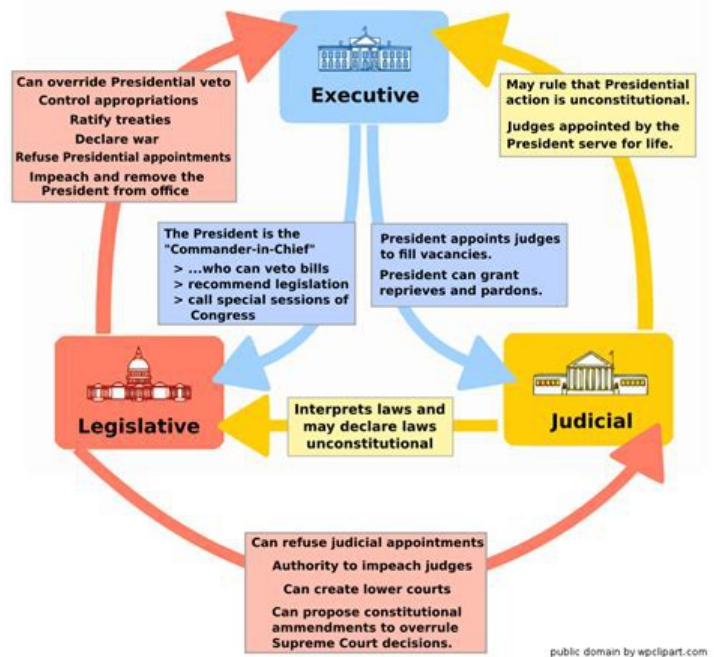 Executive
Can override Presidential veto
Control appropriations
Ratify treaties
Declare war
Refuse Presidential appointments
Impeach and remove the
President from office
May rule that Presidential
action is unconstitutional.
Judges appointed by the
President serve for life.
The President is the
"Commander-in-Chief"
> ...who can veto bills
> recommend legislation
> call special sessions of
Congress
President appoints judges
to fill vacancies.
President can grant
reprieves and pardons.
Legislative
Interprets laws and
may declare laws
unconstitutional
Judicial
Can refuse judicial appointments
Authority to impeach judges
Can create lower courts
Can propose constitutional
ammendments to overrule
Supreme Court decisions.
public domain by wpclipart.com